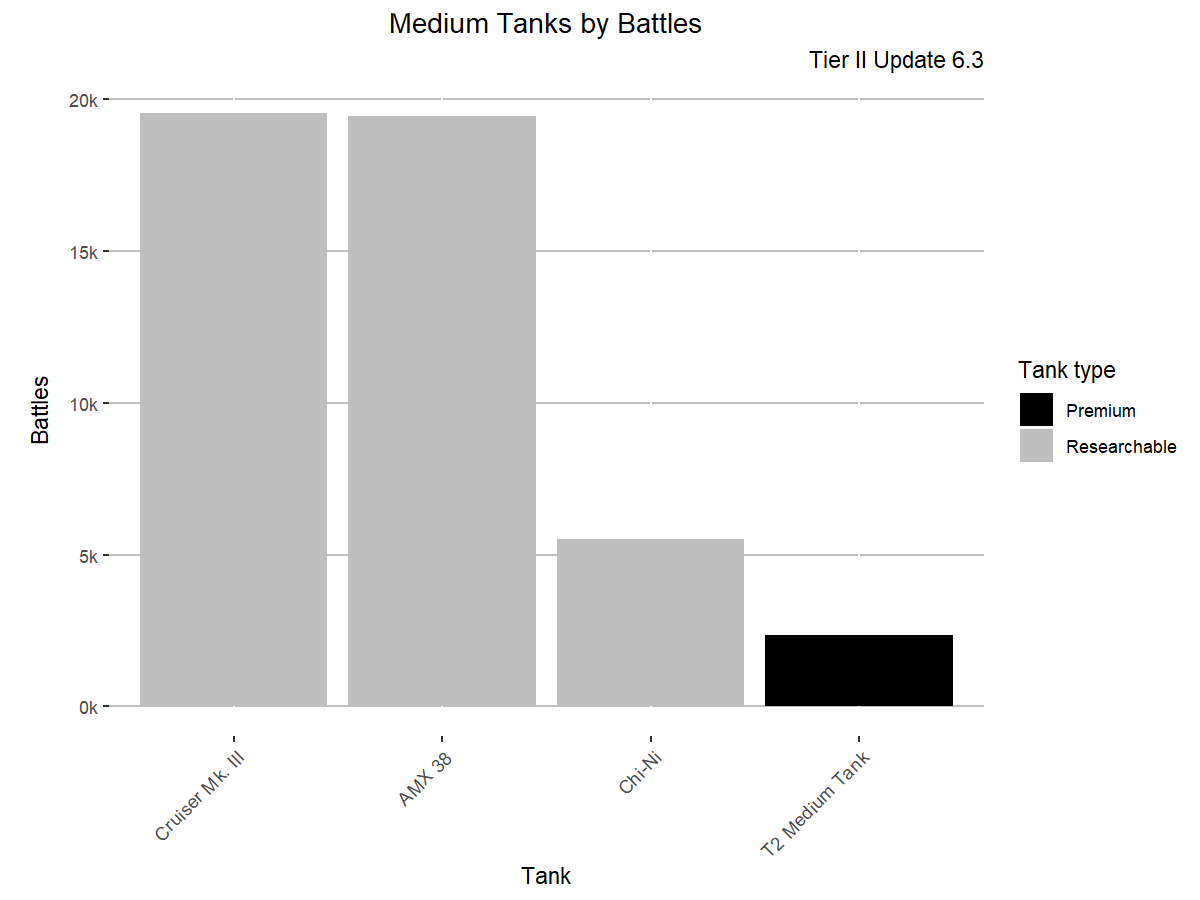 Medium Tanks by Battles
Tier II Update 6.3
20k
15k
10k
5k
0k
Battles
Cruiser Mk. III
AMX 38
Chi-Ni
T2 Medium Tank
Tank
Tank type
Premium
Researchable